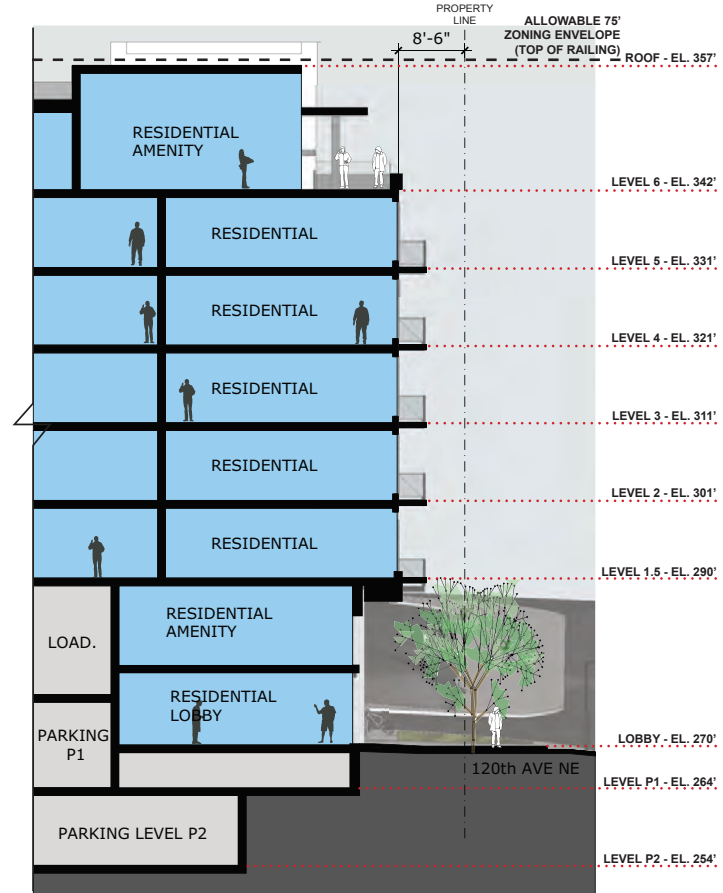 PROPERTY
LINE
ALLOWABLE 75'
ZONING ENVELOPE
(TOP OF RAILING)
8'-6"
ROOF - EL. 357'
RESIDENTIAL
AMENITY
LEVEL 6 - EL. 342'
RESIDENTIAL
LEVEL 5 - EL. 331'
RESIDENTIAL
LEVEL 4 - EL. 321'
RESIDENTIAL
LEVEL 3 - EL. 311'
RESIDENTIAL
LEVEL 2 - EL. 301'
RESIDENTIAL
LEVEL 1.5 - EL. 290'
RESIDENTIAL
AMENITY
LOAD.
RESIDENTIAL
LOBBY
PARKING
P1
LOBBY - EL. 270'
120th AVE NE
LEVEL P1 - EL. 264'
PARKING LEVEL P2
LEVEL P2 - EL. 254'